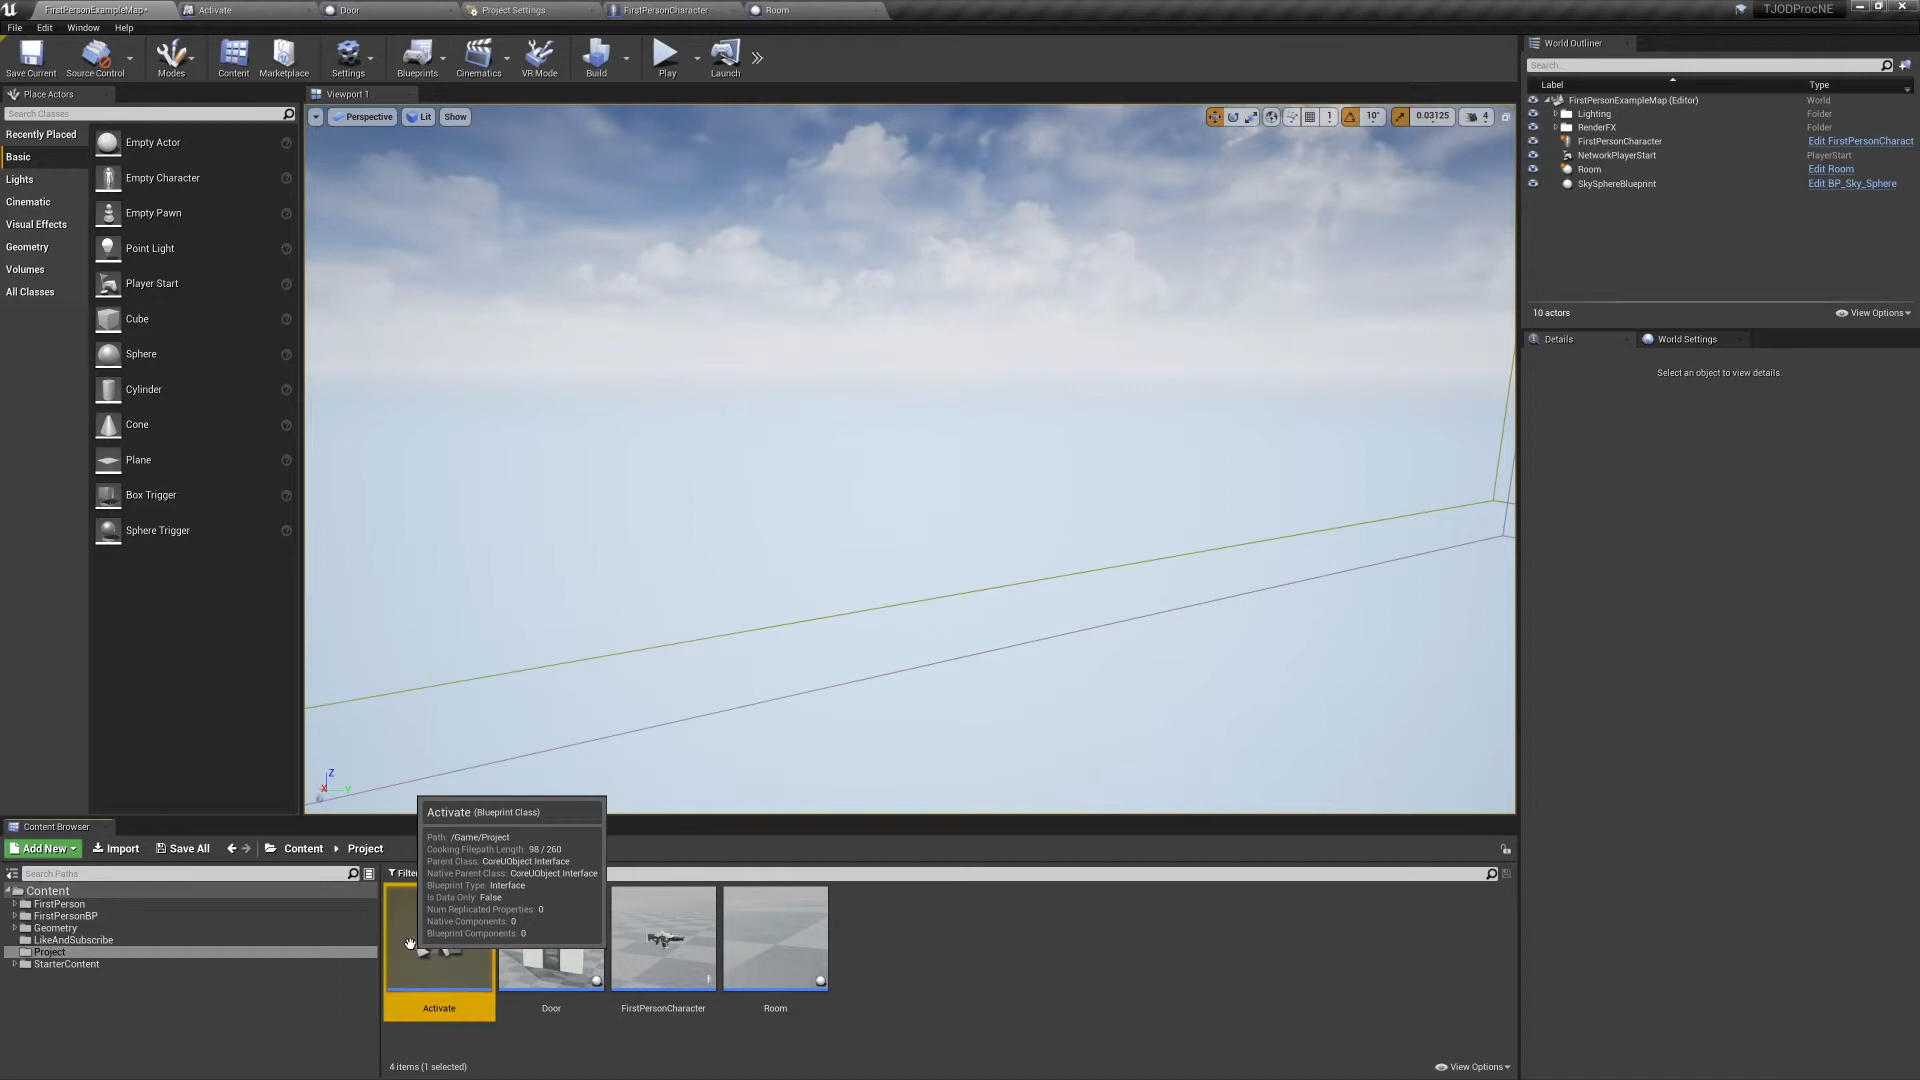 FirstPersonExampleMap•
Activate
Door
Project Settings
FirstPersonCharacter
Room
TJODProcNE
File
Edit
Window
Help
Save Current
Source Control
Modes
Content
Marketplace
Settings
Blueprints
Cinematics
VR Mode
Build
Play
Launch
Place Actors
Search Classes
Recently Placed
Basic
Lights
Cinematic
Visual Effects
Geometry
Volumes
All Classes
Empty Actor
Empty Character
Empty Pawn
Point Light
Player Start
Cube
Sphere
Cylinder
Cone
Plane
Box Trigger
Sphere Trigger
Viewport 1
Perspective
Lit
Show
1
10°
0.03125
4
Z
X
Y
World Outliner
Search...
Label
Type
FirstPersonExampleMap (Editor)
World
Lighting
Folder
RenderFX
Folder
FirstPersonCharacter
Edit FirstPersonCharact
NetworkPlayerStart
PlayerStart
Room
Edit Room
SkySphereBlueprint
Edit BP_Sky_Sphere
10 actors
View Options
Details
World Settings
Select an object to view details.
Content Browser
Add New
Import
Save All
Content
Project
Search Paths
Filte
Content
FirstPerson
FirstPersonBP
Geometry
LikeAndSubscribe
Project
StarterContent
Activate (Blueprint Class)
Path: /Game/Project
Cooking Filepath Length: 98 / 260
Parent Class: CoreUObject.Interface
Native Parent Class: CoreUObject.Interface
Blueprint Type: Interface
Is Data Only: False
Num Replicated Properties: 0
Native Components: 0
Blueprint Components: 0
Activate
Door
FirstPersonCharacter
Room
4 items (1 selected)
View Options